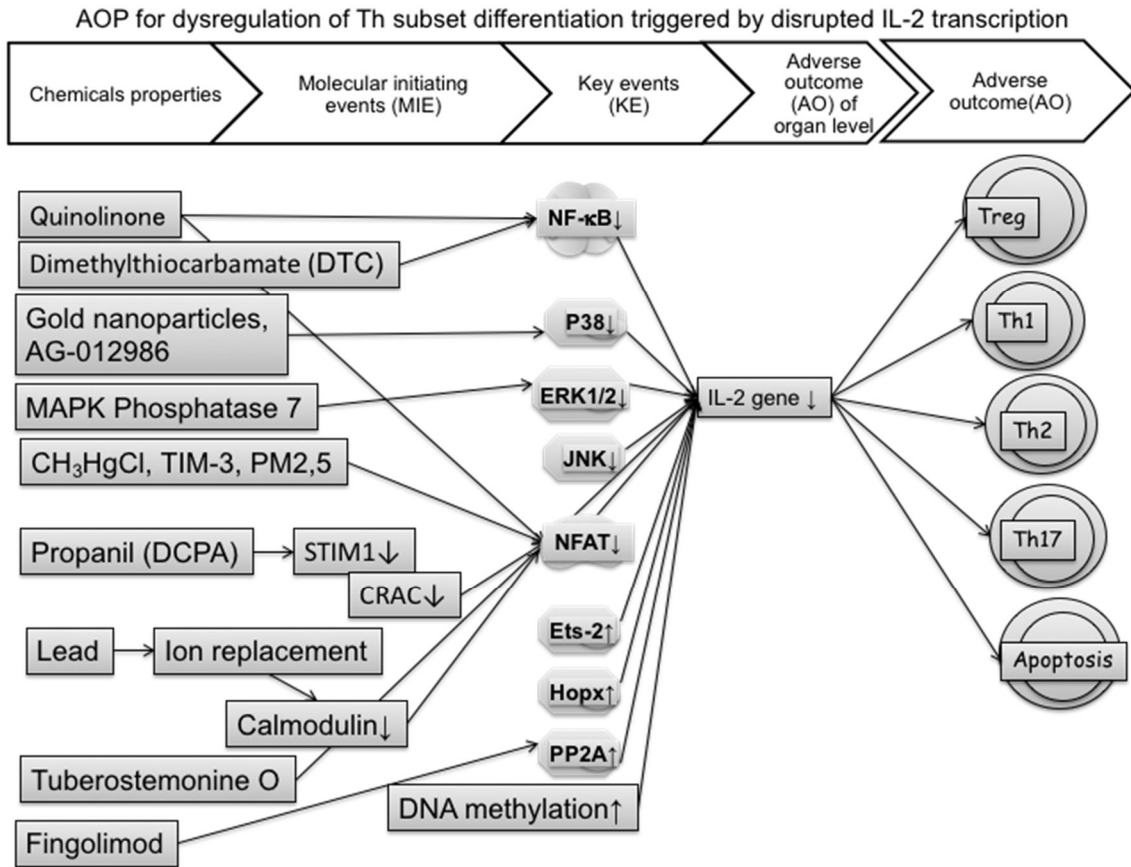 AOP for dysregulation of Th subset differentiation triggered by disrupted IL-2 transcription
Chemicals properties
Molecular initiating
events (MIE)
Key events
(KE)
Adverse
outcome
(AO) of
organ level
Adverse
outcome(AO)
Quinolinone
Dimethylthiocarbamate (DTC)
Gold nanoparticles,
AG-012986
MAPK Phosphatase 7
CH₃HgCl, TIM-3, PM2,5
Propanil (DCPA)
STIM1↓
CRAC↓
Lead
Ion replacement
Calmodulin↓
Tuberostemonine O
Fingolimod
NF-κB↓
P38↓
ERK1/2↓
JNK↓
NFAT↓
Ets-2↑
Hopx↑
PP2A↑
DNA methylation↑
IL-2 gene ↓
Treg
Th1
Th2
Th17
Apoptosis